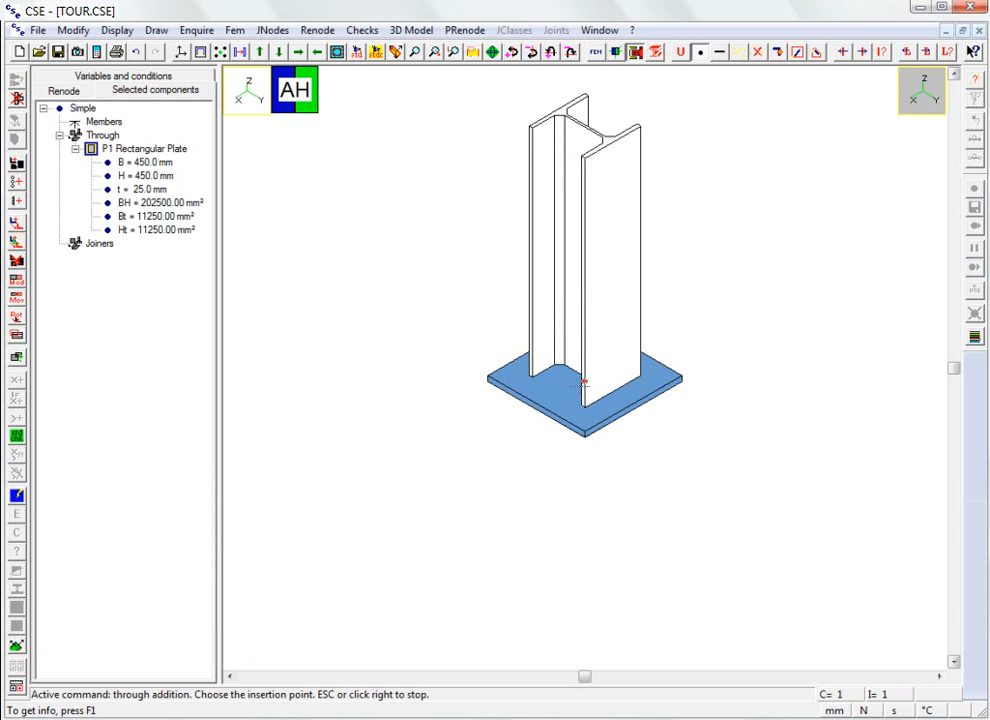 CSE - [TOUR.CSE]
File Modify Display Draw Enquire Fem JNodes Renode Checks 3D Model PRenode JClasses Joints Window ?
Variables and conditions
Renode Selected components
Simple
Members
Through
P1 Rectangular Plate
B = 450.0 mm
H = 450.0 mm
t = 25.0 mm
BH = 202500.00 mm²
Bt = 11250.00 mm²
Ht = 11250.00 mm²
Joiners
Z
X Y
AH
Z
X Y
Active command: through addition. Choose the insertion point. ESC or click right to stop.
C= 1 I= 1
To get info, press F1
mm N s °C